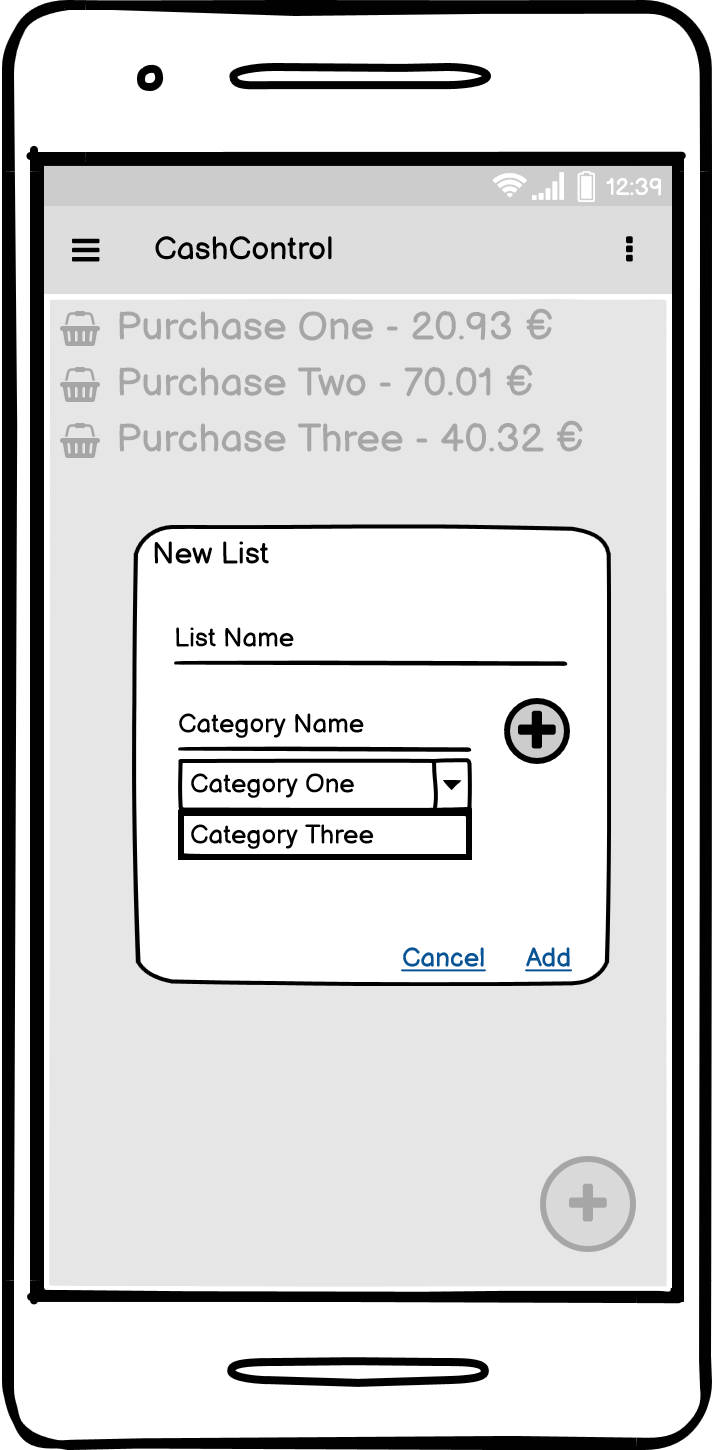 12:39
CashControl
Purchase One - 20.93 €
Purchase Two - 70.01 €
Purchase Three - 40.32 €
New List
List Name
Category Name
Category One
Category Three
Cancel Add